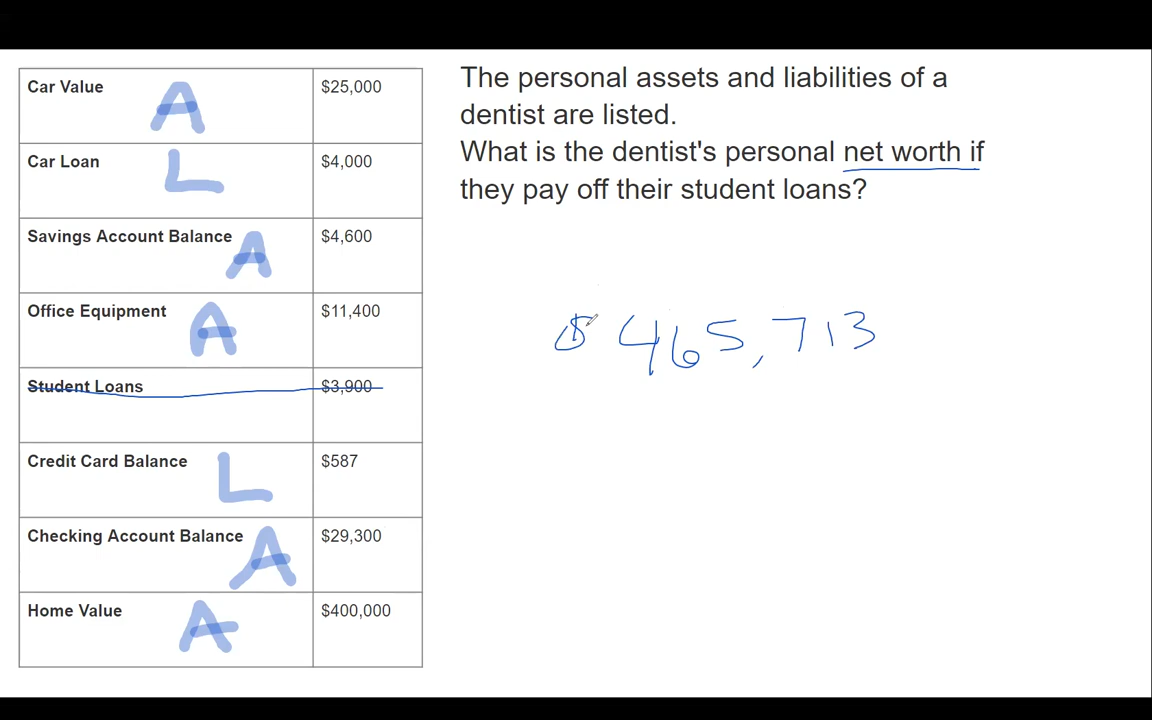 Car Value A $25,000
Car Loan L $4,000
Savings Account Balance A $4,600
Office Equipment A $11,400
Student Loans $3,900
Credit Card Balance L $587
Checking Account Balance A $29,300
Home Value A $400,000
The personal assets and liabilities of a
dentist are listed.
What is the dentist's personal net worth if
they pay off their student loans?
$ 465,713